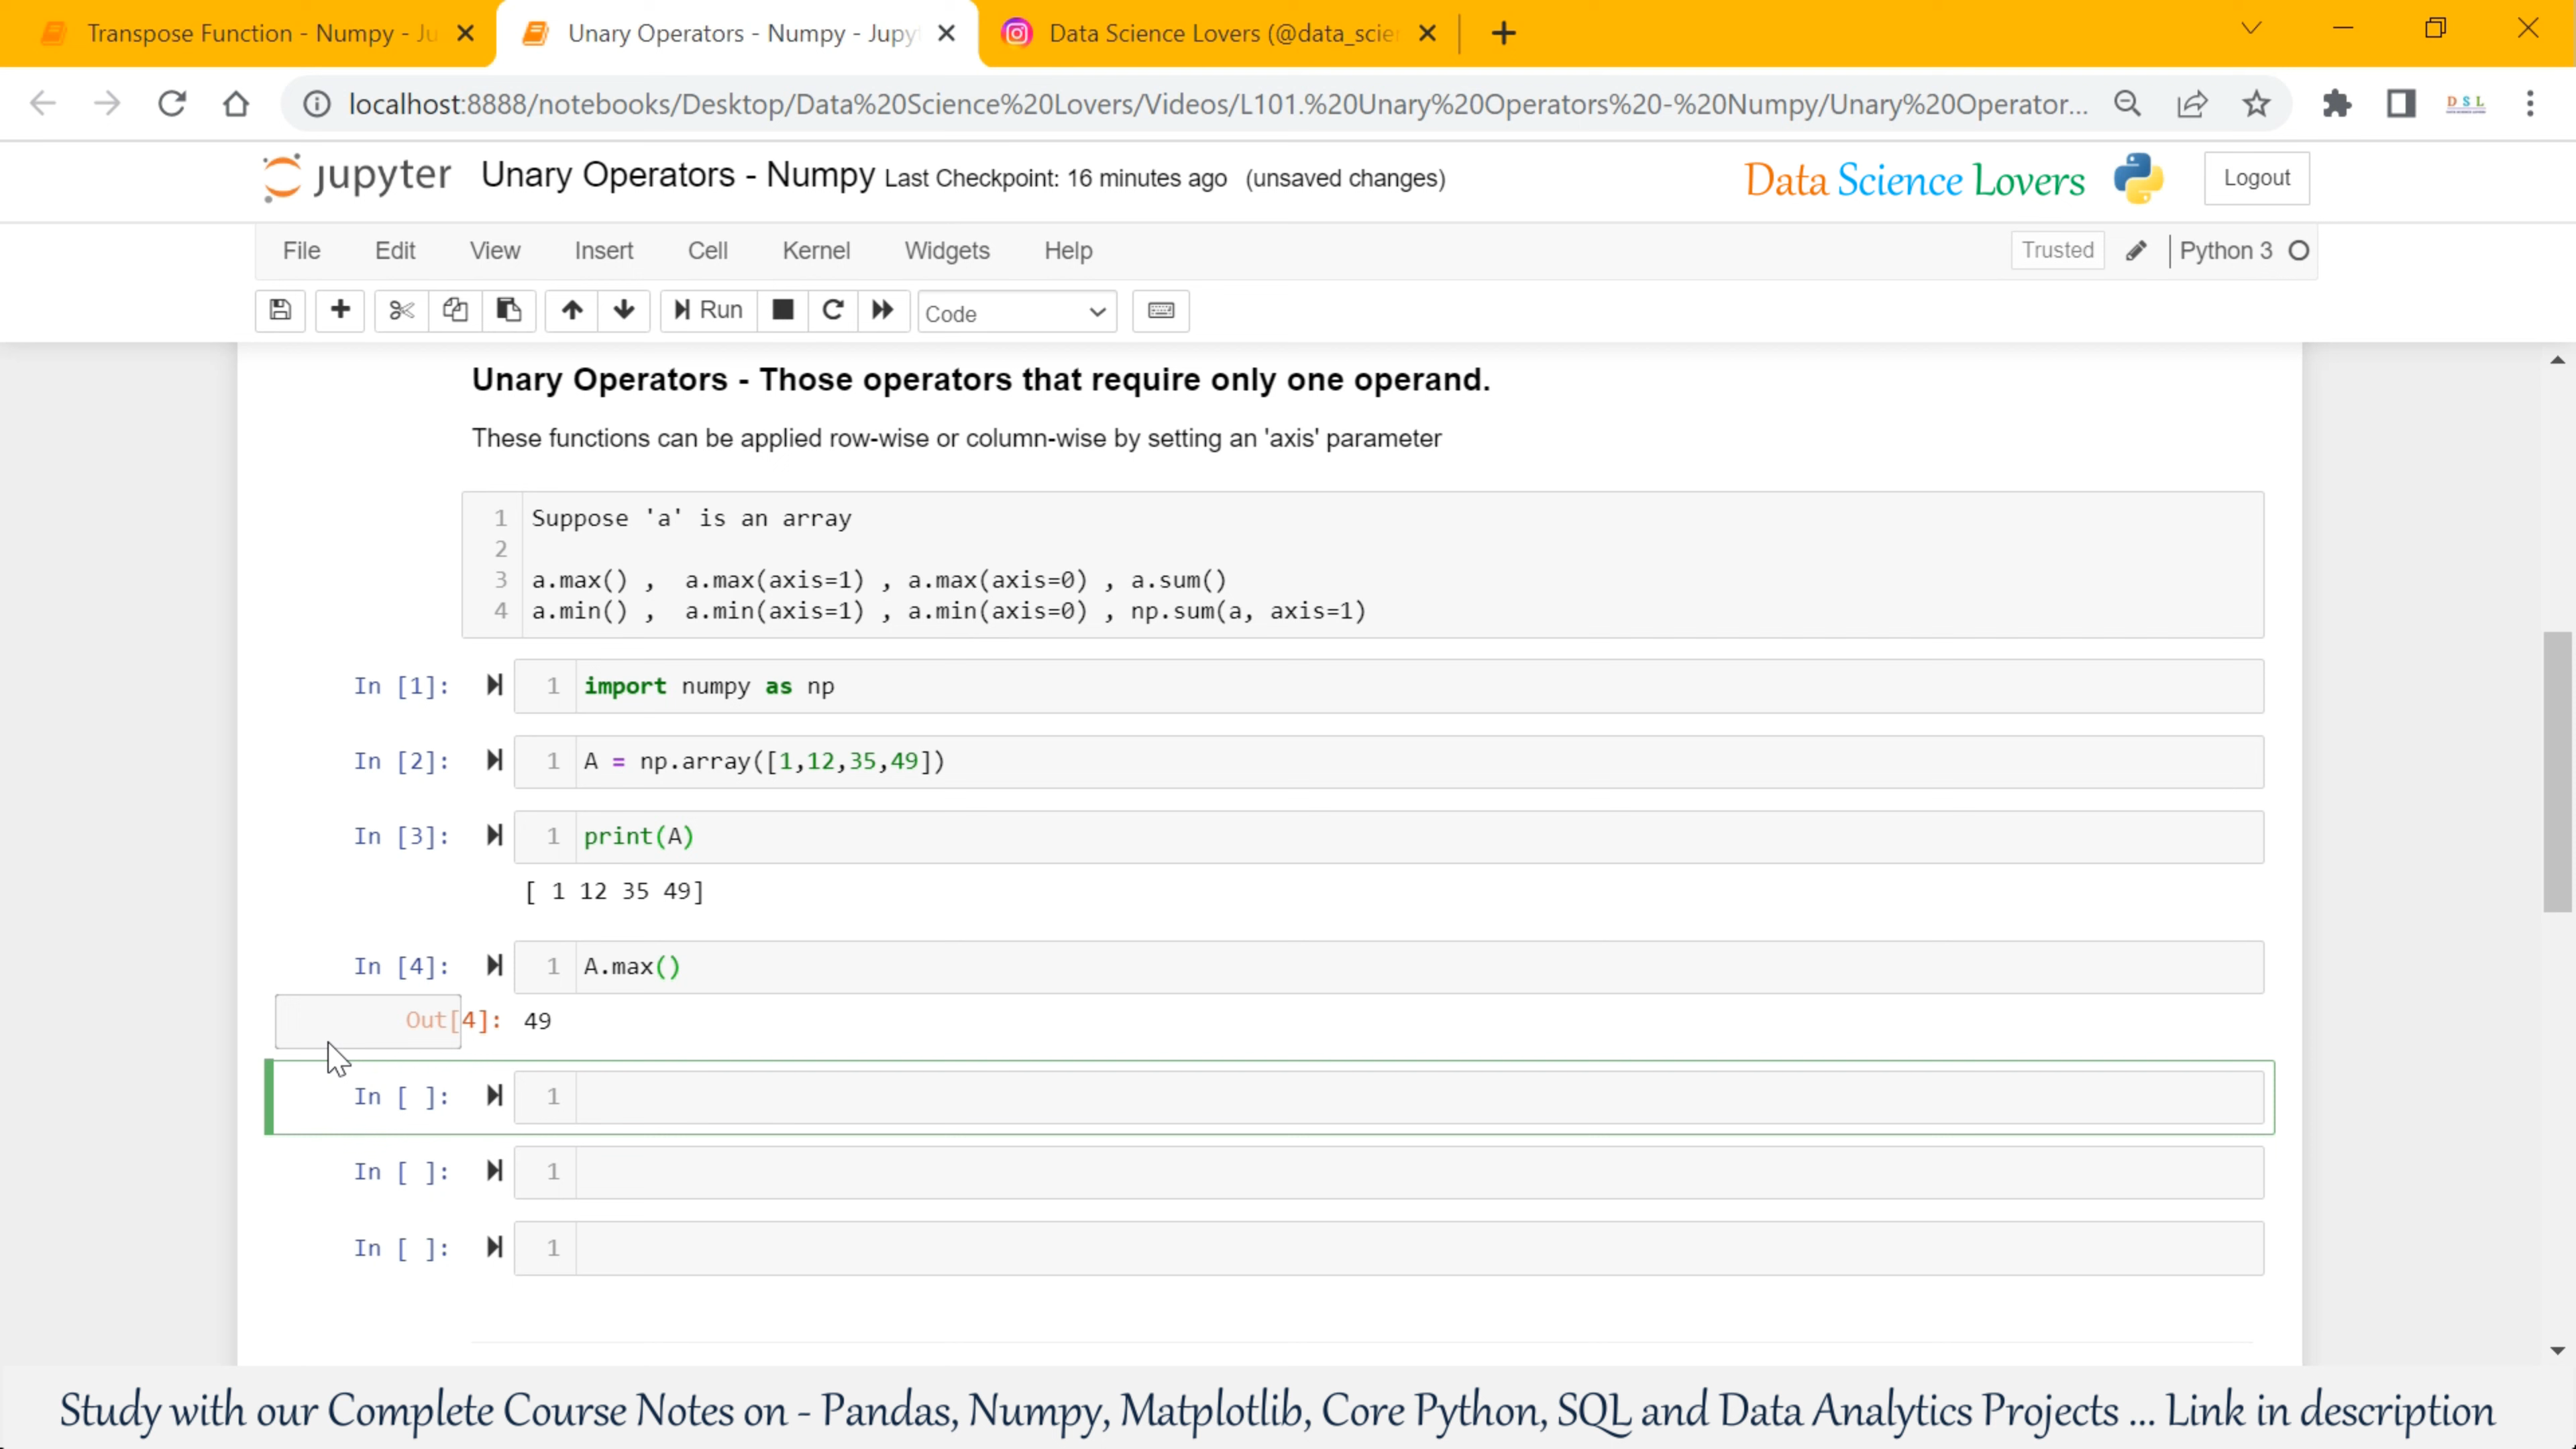 Transpose Function - Numpy - Ju
Unary Operators - Numpy - Jupy
Data Science Lovers (@data_scie
localhost:8888/notebooks/Desktop/Data%20Science%20Lovers/Videos/L101.%20Unary%20Operators%20-%20Numpy/Unary%20Operator...
D S L
jupyter Unary Operators - Numpy Last Checkpoint: 16 minutes ago (unsaved changes)
Data Science Lovers
Logout
File Edit View Insert Cell Kernel Widgets Help
Trusted Python 3
Run Code
Unary Operators - Those operators that require only one operand.
These functions can be applied row-wise or column-wise by setting an 'axis' parameter
1 Suppose 'a' is an array
2
3 a.max() , a.max(axis=1) , a.max(axis=0) , a.sum()
4 a.min() , a.min(axis=1) , a.min(axis=0) , np.sum(a, axis=1)
In [1]: 1 import numpy as np
In [2]: 1 A = np.array([1,12,35,49])
In [3]: 1 print(A)
[ 1 12 35 49]
In [4]: 1 A.max()
Out[4]: 49
In [ ]: 1
In [ ]: 1
In [ ]: 1
Study with our Complete Course Notes on - Pandas, Numpy, Matplotlib, Core Python, SQL and Data Analytics Projects ... Link in description